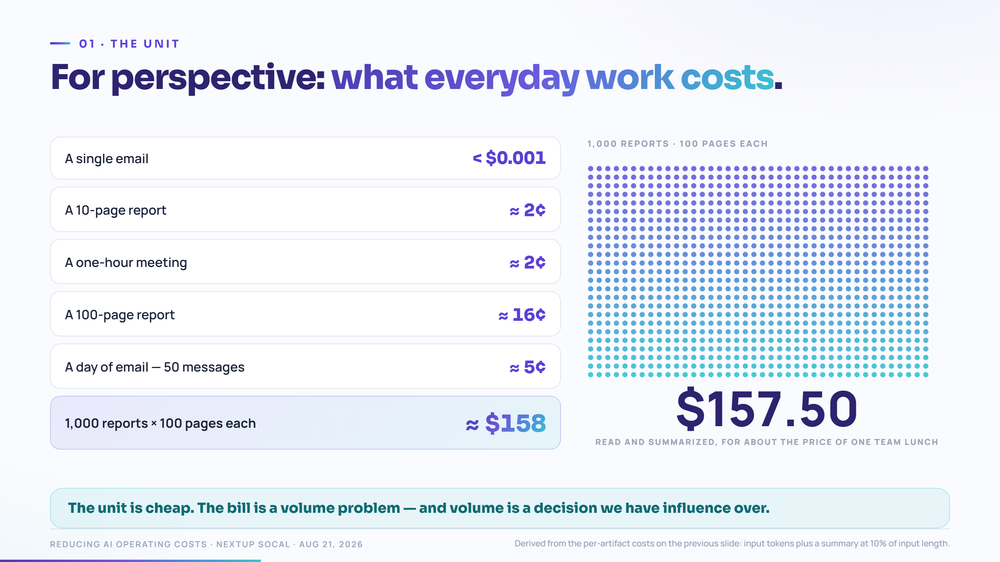 01 · THE UNIT
For perspective: what everyday work costs.
A single email
< $0.001
A 10-page report
≈ 2¢
A one-hour meeting
≈ 2¢
A 100-page report
≈ 16¢
A day of email — 50 messages
≈ 5¢
1,000 reports × 100 pages each
≈ $158
1,000 REPORTS · 100 PAGES EACH
$157.50
READ AND SUMMARIZED, FOR ABOUT THE PRICE OF ONE TEAM LUNCH
The unit is cheap. The bill is a volume problem — and volume is a decision we have influence over.
REDUCING AI OPERATING COSTS · NEXTUP SOCAL · AUG 21, 2026
Derived from the per-artifact costs on the previous slide: input tokens plus a summary at 10% of input length.